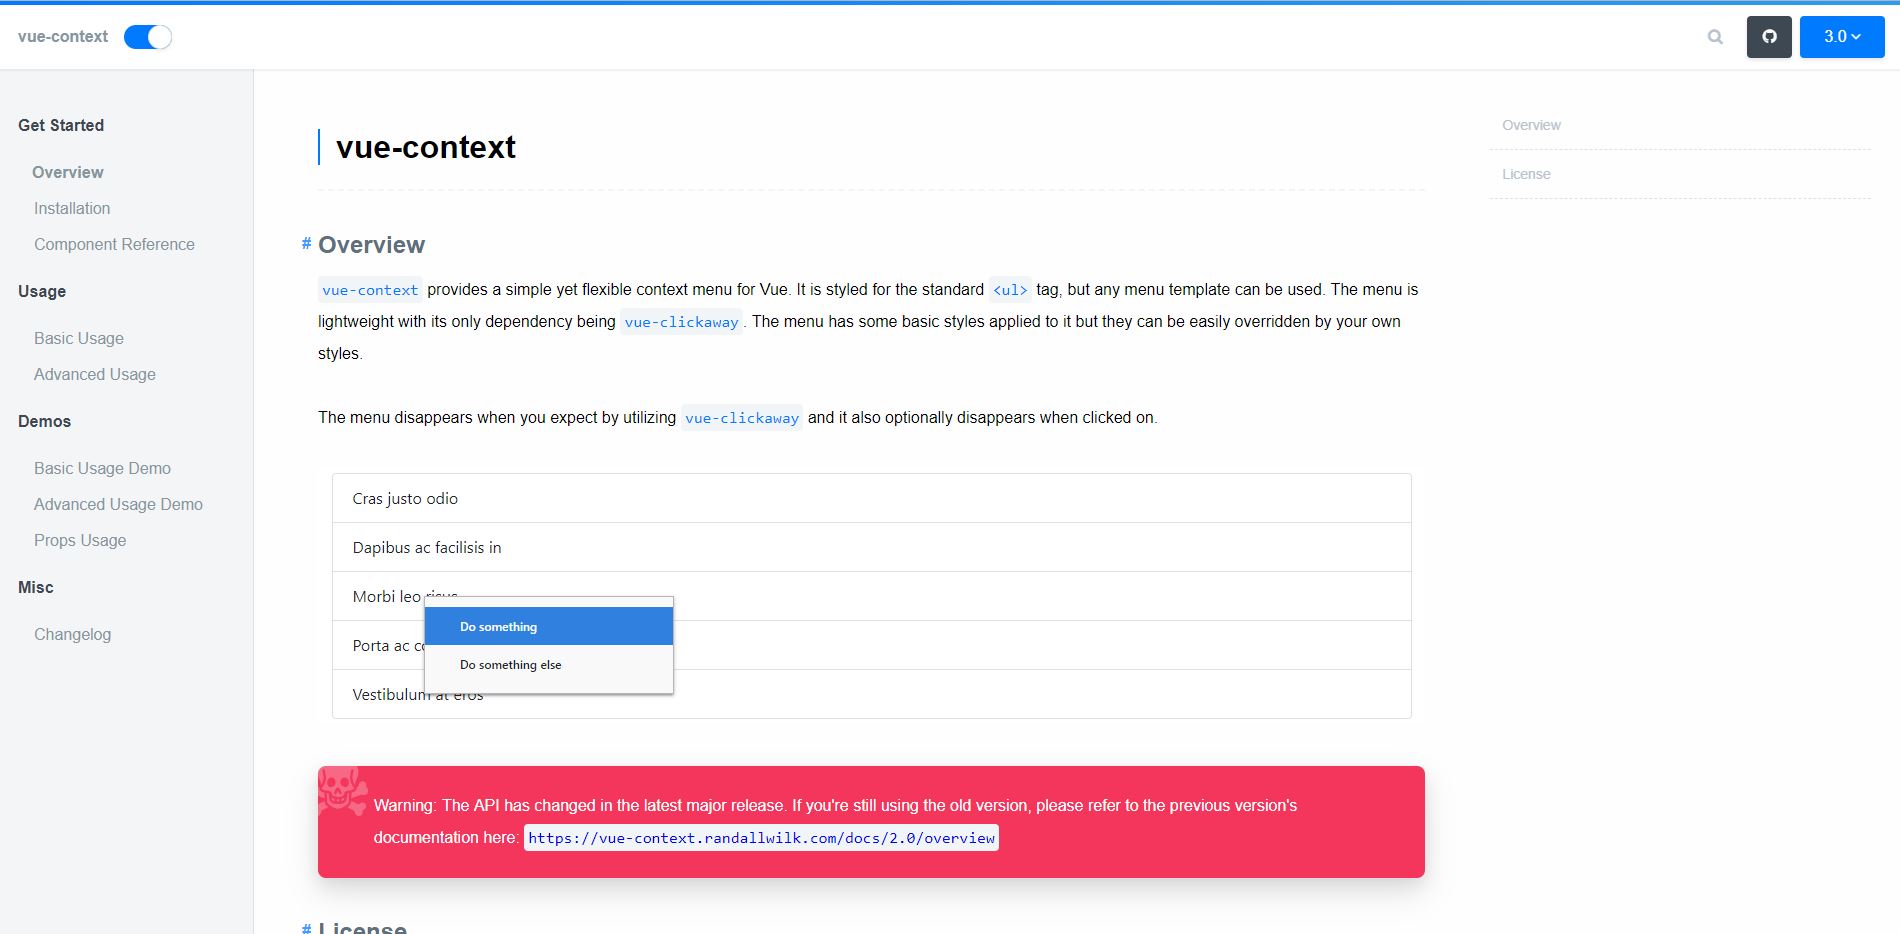 vue-context
3.0
Get Started
Overview
Installation
Component Reference
Usage
Basic Usage
Advanced Usage
Demos
Basic Usage Demo
Advanced Usage Demo
Props Usage
Misc
Changelog
vue-context
# Overview
vue-context provides a simple yet flexible context menu for Vue. It is styled for the standard <ul> tag, but any menu template can be used. The menu is
lightweight with its only dependency being vue-clickaway. The menu has some basic styles applied to it but they can be easily overridden by your own
styles.
The menu disappears when you expect by utilizing vue-clickaway and it also optionally disappears when clicked on.
Cras justo odio
Dapibus ac facilisis in
Morbi leo risus
Do something
Porta ac
Do something else
Vestibulum at eros
Warning: The API has changed in the latest major release. If you're still using the old version, please refer to the previous version's
documentation here: https://vue-context.randallwilk.com/docs/2.0/overview
# License
Overview
License